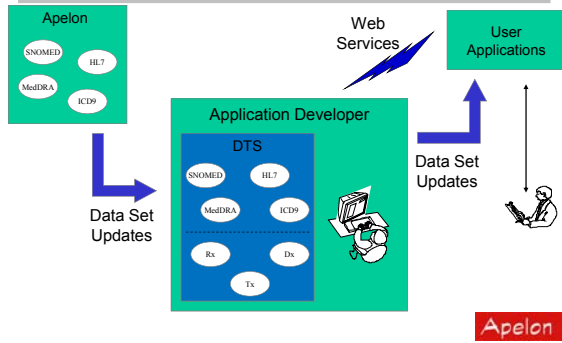 Apelon
SNOMED
HL7
MedDRA
ICD9
Data Set
Updates
Application Developer
DTS
SNOMED
HL7
MedDRA
ICD9
Rx
Dx
Tx
Web
Services
User
Applications
Data Set
Updates
Apelon